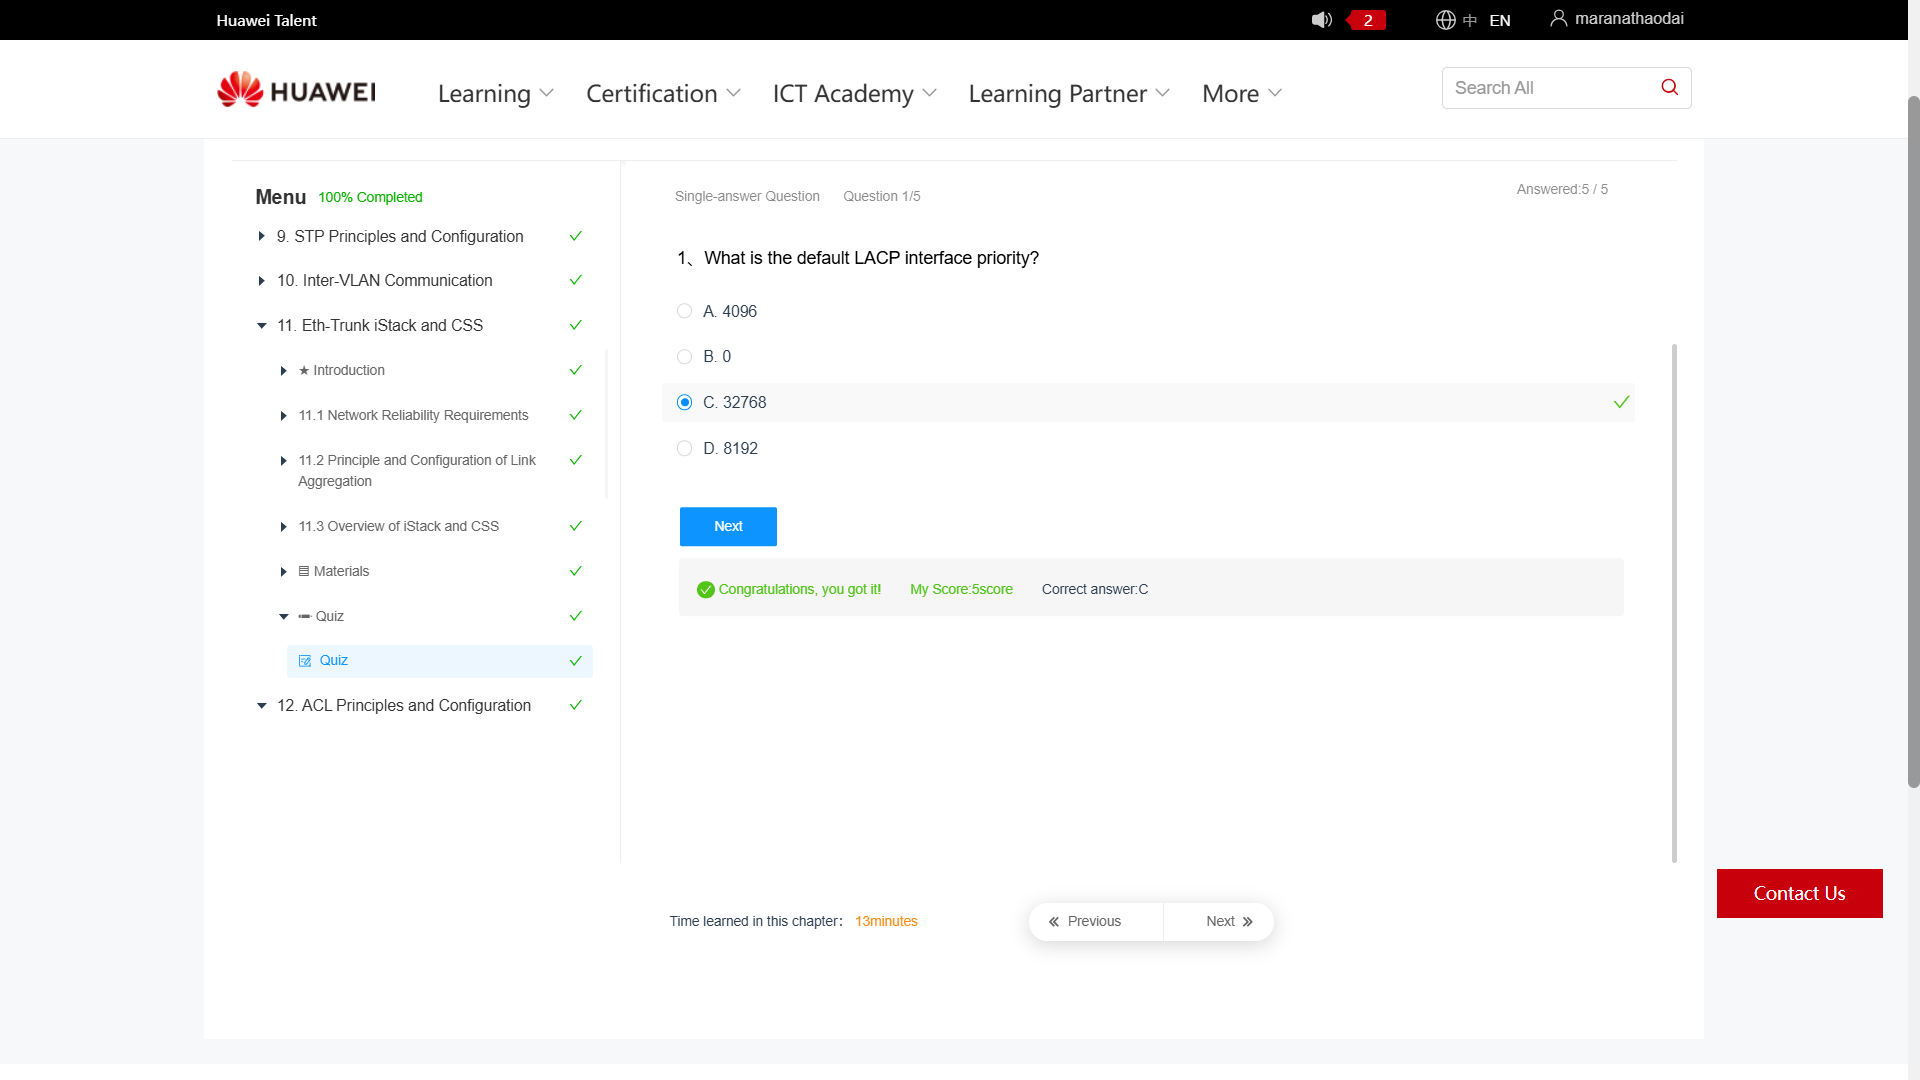 Huawei Talent
2
中 EN
maranathaodai
HUAWEI
Learning
Certification
ICT Academy
Learning Partner
More
Search All
Menu 100% Completed
9. STP Principles and Configuration
10. Inter-VLAN Communication
11. Eth-Trunk iStack and CSS
★ Introduction
11.1 Network Reliability Requirements
11.2 Principle and Configuration of Link
Aggregation
11.3 Overview of iStack and CSS
Materials
Quiz
Quiz
12. ACL Principles and Configuration
Single-answer Question Question 1/5
Answered:5 / 5
1、What is the default LACP interface priority?
A. 4096
B. 0
C. 32768
D. 8192
Next
Congratulations, you got it! My Score:5score Correct answer:C
Time learned in this chapter： 13minutes
Previous
Next
Contact Us